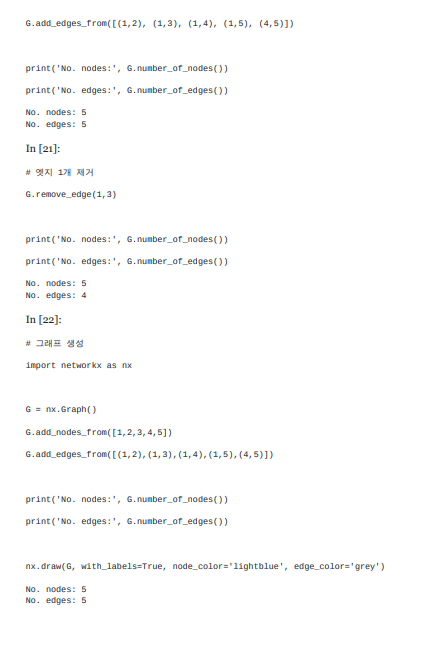 G.add_edges_from([(1,2), (1,3), (1,4), (1,5), (4,5)])
print('No. nodes:', G.number_of_nodes())
print('No. edges:', G.number_of_edges())
No. nodes: 5
No. edges: 5
In [21]:
# 엣지 1개 제거
G.remove_edge(1,3)
print('No. nodes:', G.number_of_nodes())
print('No. edges:', G.number_of_edges())
No. nodes: 5
No. edges: 4
In [22]:
# 그래프 생성
import networkx as nx
G = nx.Graph()
G.add_nodes_from([1,2,3,4,5])
G.add_edges_from([(1,2),(1,3),(1,4),(1,5),(4,5)])
print('No. nodes:', G.number_of_nodes())
print('No. edges:', G.number_of_edges())
nx.draw(G, with_labels=True, node_color='lightblue', edge_color='grey')
No. nodes: 5
No. edges: 5